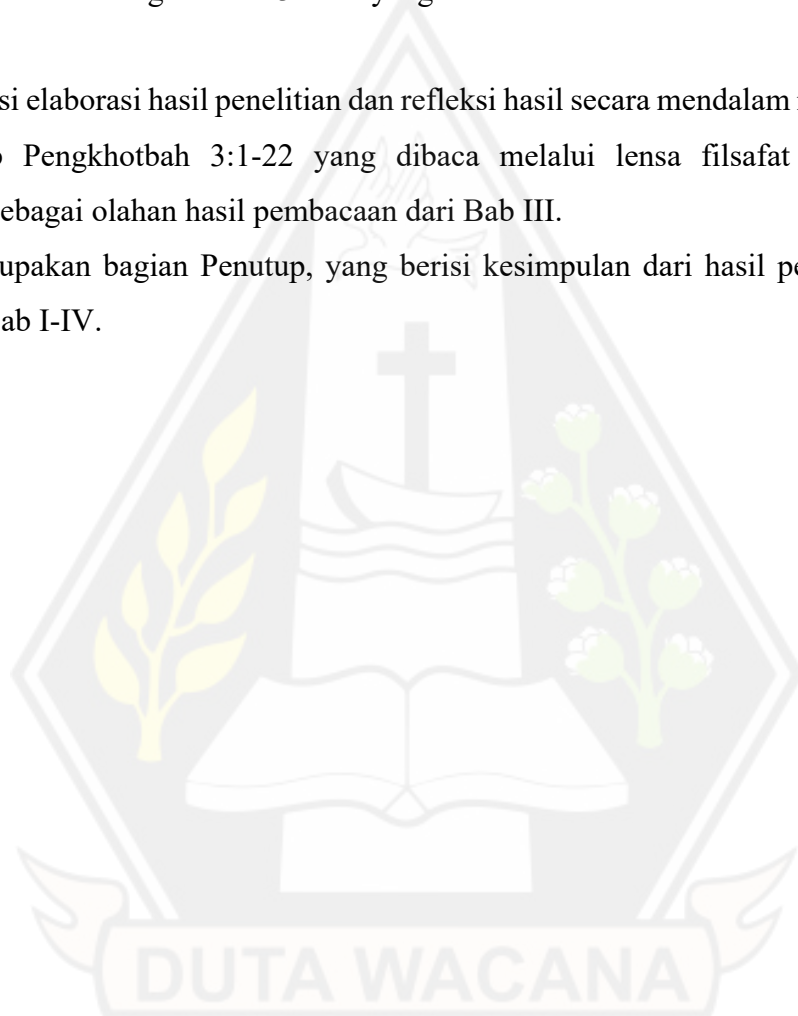 si elaborasi hasil penelitian dan refleksi hasil secara mendalam
Pengkhotbah 3:1-22 yang dibaca melalui lensa filsafat
ebagai olahan hasil pembacaan dari Bab III.
upakan bagian Penutup, yang berisi kesimpulan dari hasil pe
ab I-IV.
DUTA WACANA